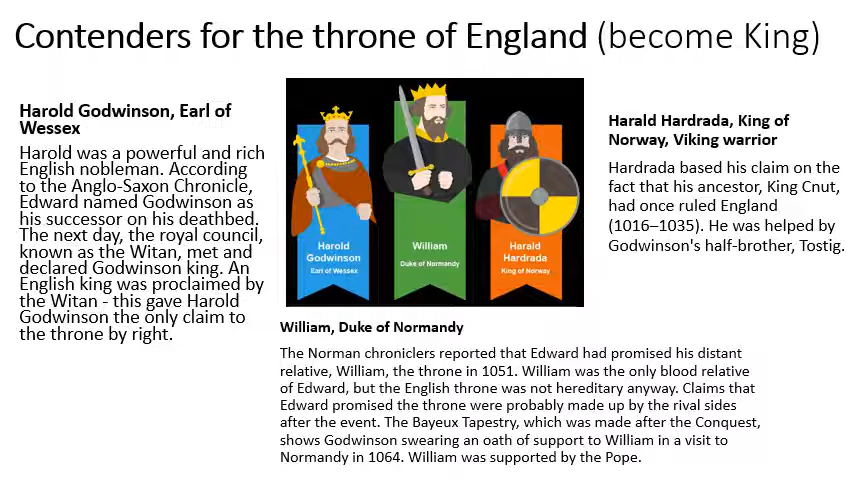 Contenders for the throne of England (become King)
Harold Godwinson, Earl of
Wessex
Harold was a powerful and rich
English nobleman. According
to the Anglo-Saxon Chronicle,
Edward named Godwinson as
his successor on his deathbed.
The next day, the royal council,
known as the Witan, met and
declared Godwinson king. An
English king was proclaimed by
the Witan - this gave Harold
Godwinson the only claim to
the throne by right.
Harold
Godwinson
Earl of Wessex
William
Duke of Normandy
Harald
Hardrada
King of Norway
Harald Hardrada, King of
Norway, Viking warrior
Hardrada based his claim on the
fact that his ancestor, King Cnut,
had once ruled England
(1016–1035). He was helped by
Godwinson's half-brother, Tostig.
William, Duke of Normandy
The Norman chroniclers reported that Edward had promised his distant
relative, William, the throne in 1051. William was the only blood relative
of Edward, but the English throne was not hereditary anyway. Claims that
Edward promised the throne were probably made up by the rival sides
after the event. The Bayeux Tapestry, which was made after the Conquest,
shows Godwinson swearing an oath of support to William in a visit to
Normandy in 1064. William was supported by the Pope.